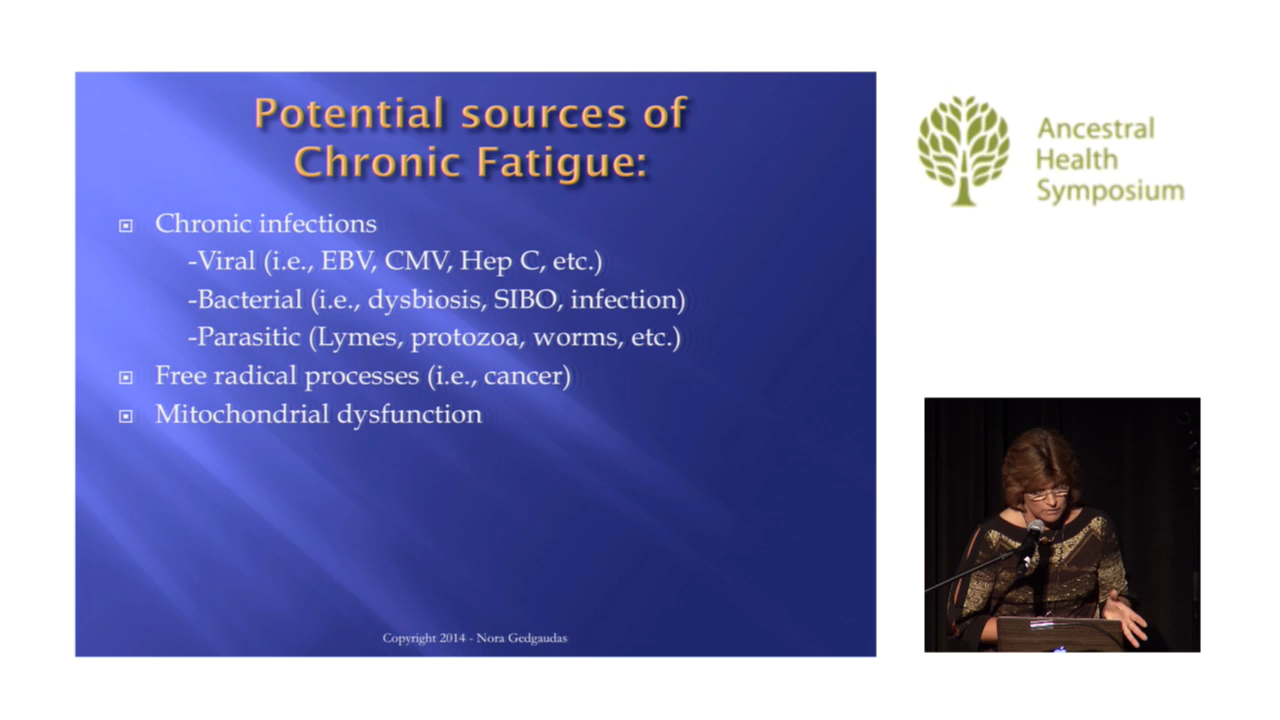 Potential sources of
Chronic Fatigue:
Chronic infections
-Viral (i.e., EBV, CMV, Hep C, etc.)
-Bacterial (i.e., dysbiosis, SIBO, infection)
-Parasitic (Lymes, protozoa, worms, etc.)
Free radical processes (i.e., cancer)
Mitochondrial dysfunction
Copyright 2014 - Nora Gedgaudas
Ancestral
Health
Symposium